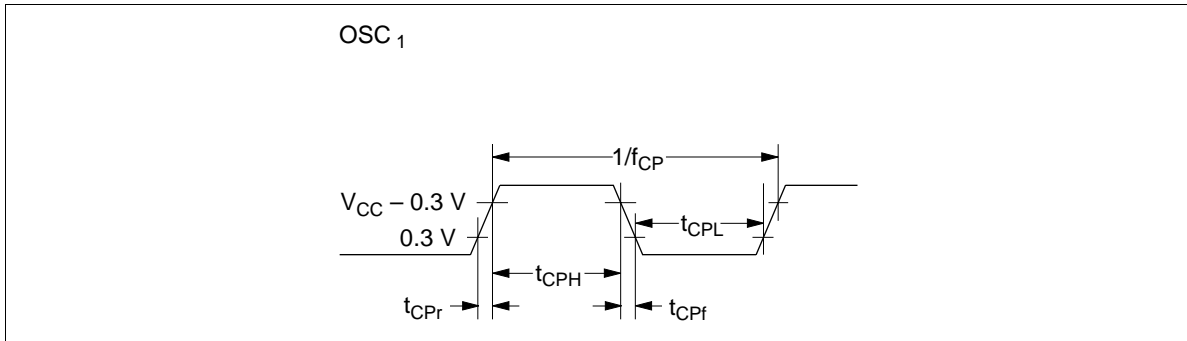 OSC 1
1/fCP
VCC – 0.3 V
tCPL
0.3 V
tCPH
tCPr
tCPf